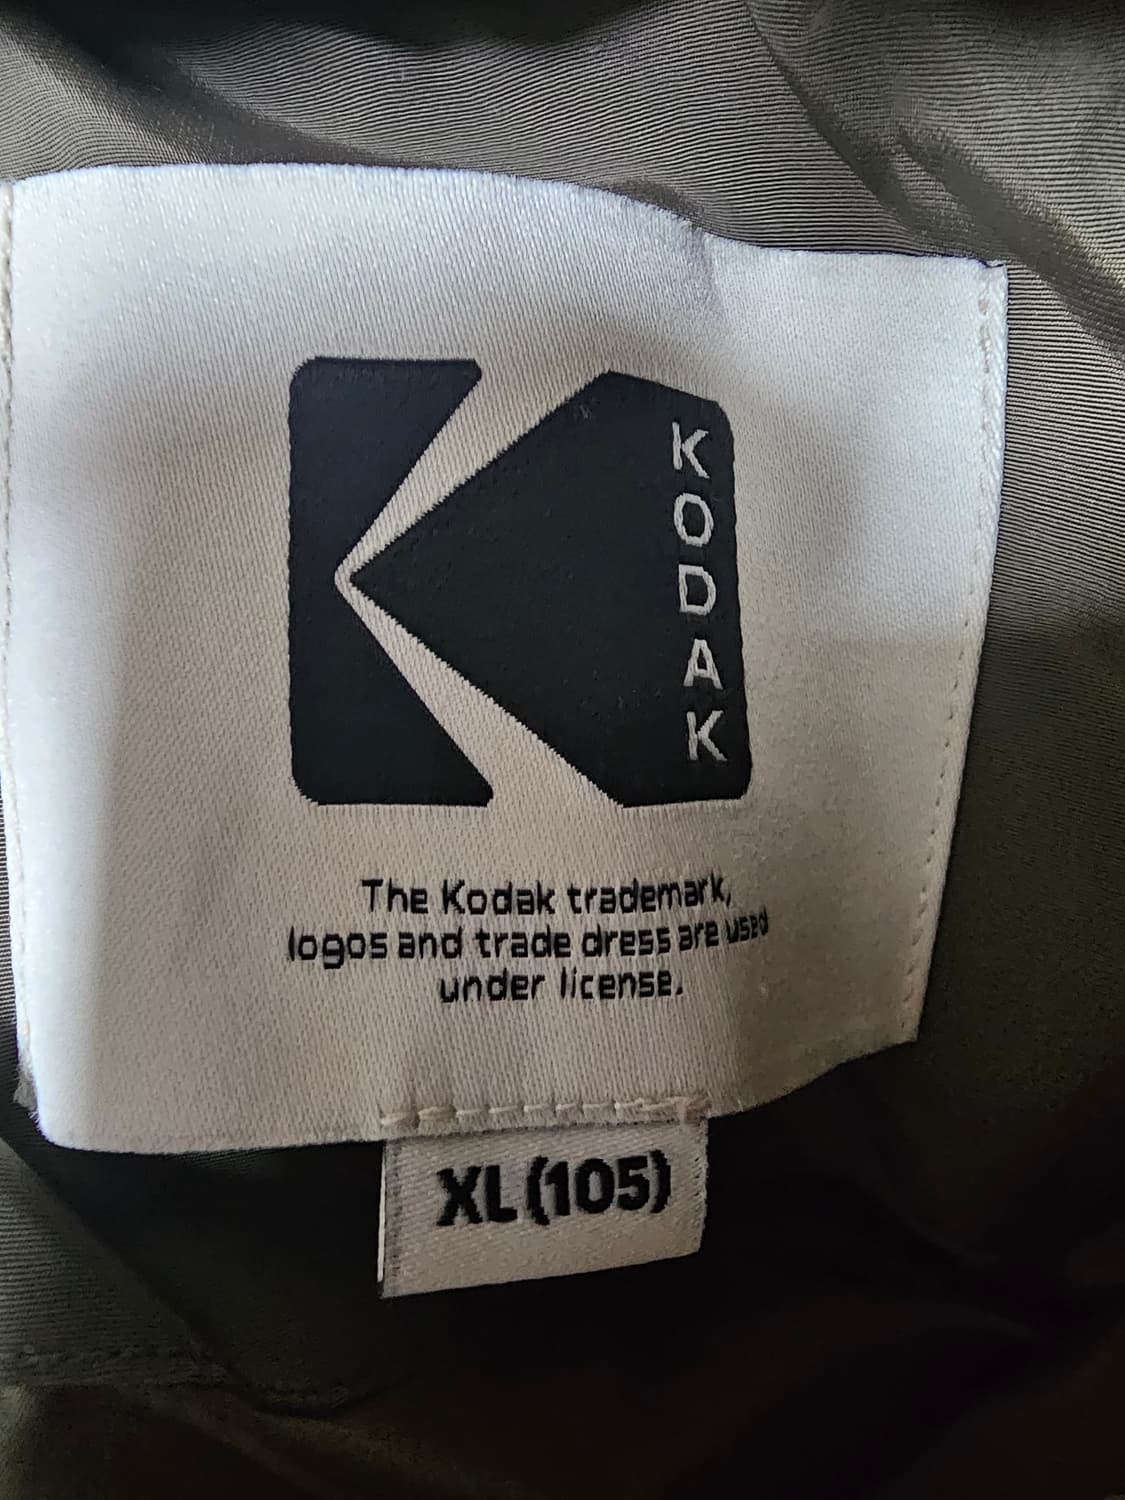 KODAK
The Kodak trademark,
logos and trade dress are used
under license.
XL(105)